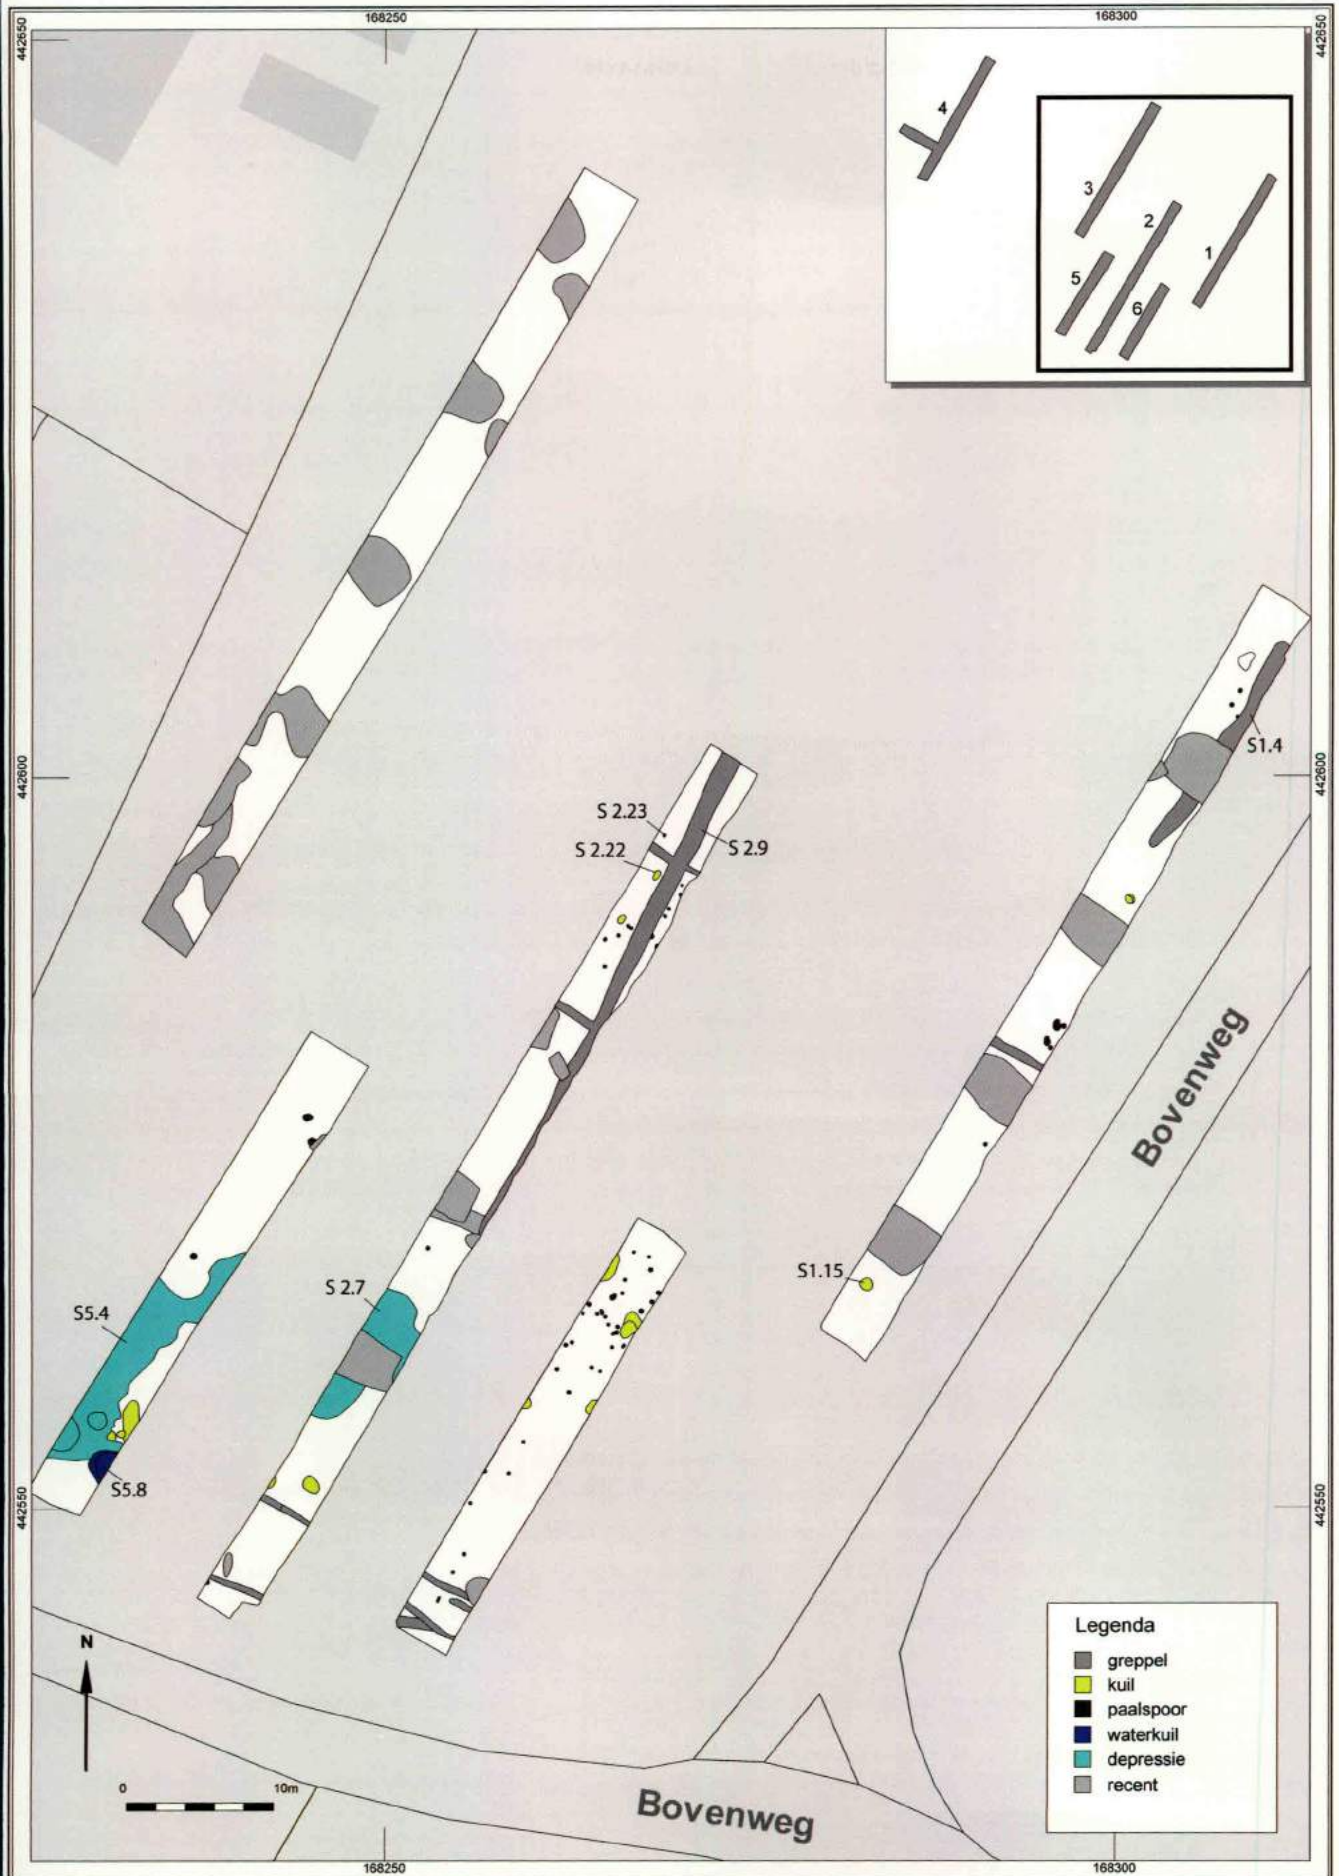 168250
168300
442650
442650
4
3
2
1
5
6
S1.4
442600
442600
S 2.23
S 2.22
S 2.9
Bovenweg
S1.15
S 2.7
S5.4
S5.8
442550
442550
N
0
10m
Bovenweg
Legenda
greppel
kuil
paalspoor
waterkuil
depressie
recent
168250
168300